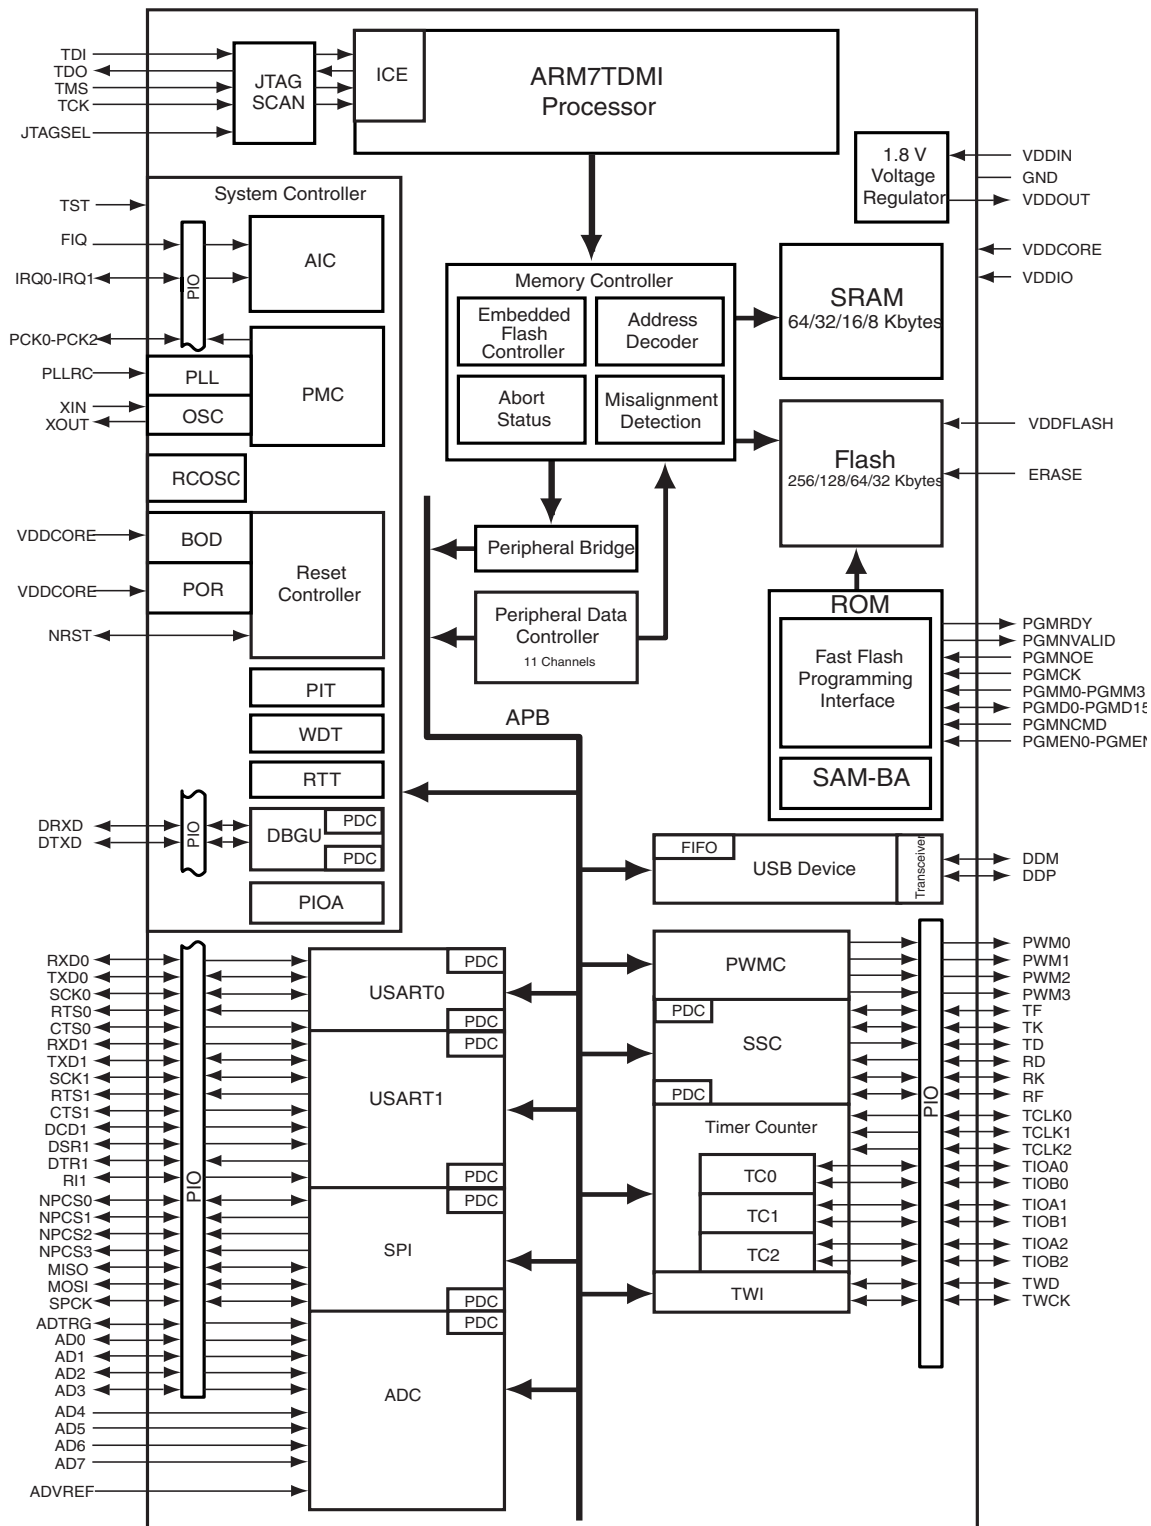 TDI
TDO
TMS
TCK
JTAGSEL
JTAG
SCAN
ICE
ARM7TDMI
Processor
1.8 V
Voltage
Regulator
VDDIN
GND
VDDOUT
VDDCORE
VDDIO
System Controller
TST
FIQ
IRQ0-IRQ1
PCK0-PCK2
PLLRC
XIN
XOUT
PIO
AIC
PMC
PLL
OSC
RCOSC
VDDCORE
VDDCORE
NRST
BOD
POR
Reset
Controller
PIT
WDT
RTT
DRXD
DTXD
PIO
DBGU
PDC
PDC
PIOA
Memory Controller
Embedded
Flash
Controller
Address
Decoder
Abort
Status
Misalignment
Detection
SRAM
64/32/16/8 Kbytes
Flash
256/128/64/32 Kbytes
VDDFLASH
ERASE
Peripheral Bridge
Peripheral Data
Controller
11 Channels
APB
ROM
Fast Flash
Programming
Interface
SAM-BA
PGMRDY
PGMNVALID
PGMNOE
PGMCK
PGMM0-PGMM3
PGMD0-PGMD15
PGMNCMD
PGMEN0-PGMEN
FIFO
USB Device
Transceiver
DDM
DDP
RXD0
TXD0
SCK0
RTS0
CTS0
RXD1
TXD1
SCK1
RTS1
CTS1
DCD1
DSR1
DTR1
RI1
NPCS0
NPCS1
NPCS2
NPCS3
MISO
MOSI
SPCK
ADTRG
AD0
AD1
AD2
AD3
AD4
AD5
AD6
AD7
ADVREF
PIO
PDC
USART0
PDC
PDC
USART1
PDC
PDC
SPI
PDC
PDC
ADC
PWMC
PDC
SSC
PDC
Timer Counter
TC0
TC1
TC2
TWI
PIO
PWM0
PWM1
PWM2
PWM3
TF
TK
TD
RD
RK
RF
TCLK0
TCLK1
TCLK2
TIOA0
TIOB0
TIOA1
TIOB1
TIOA2
TIOB2
TWD
TWCK